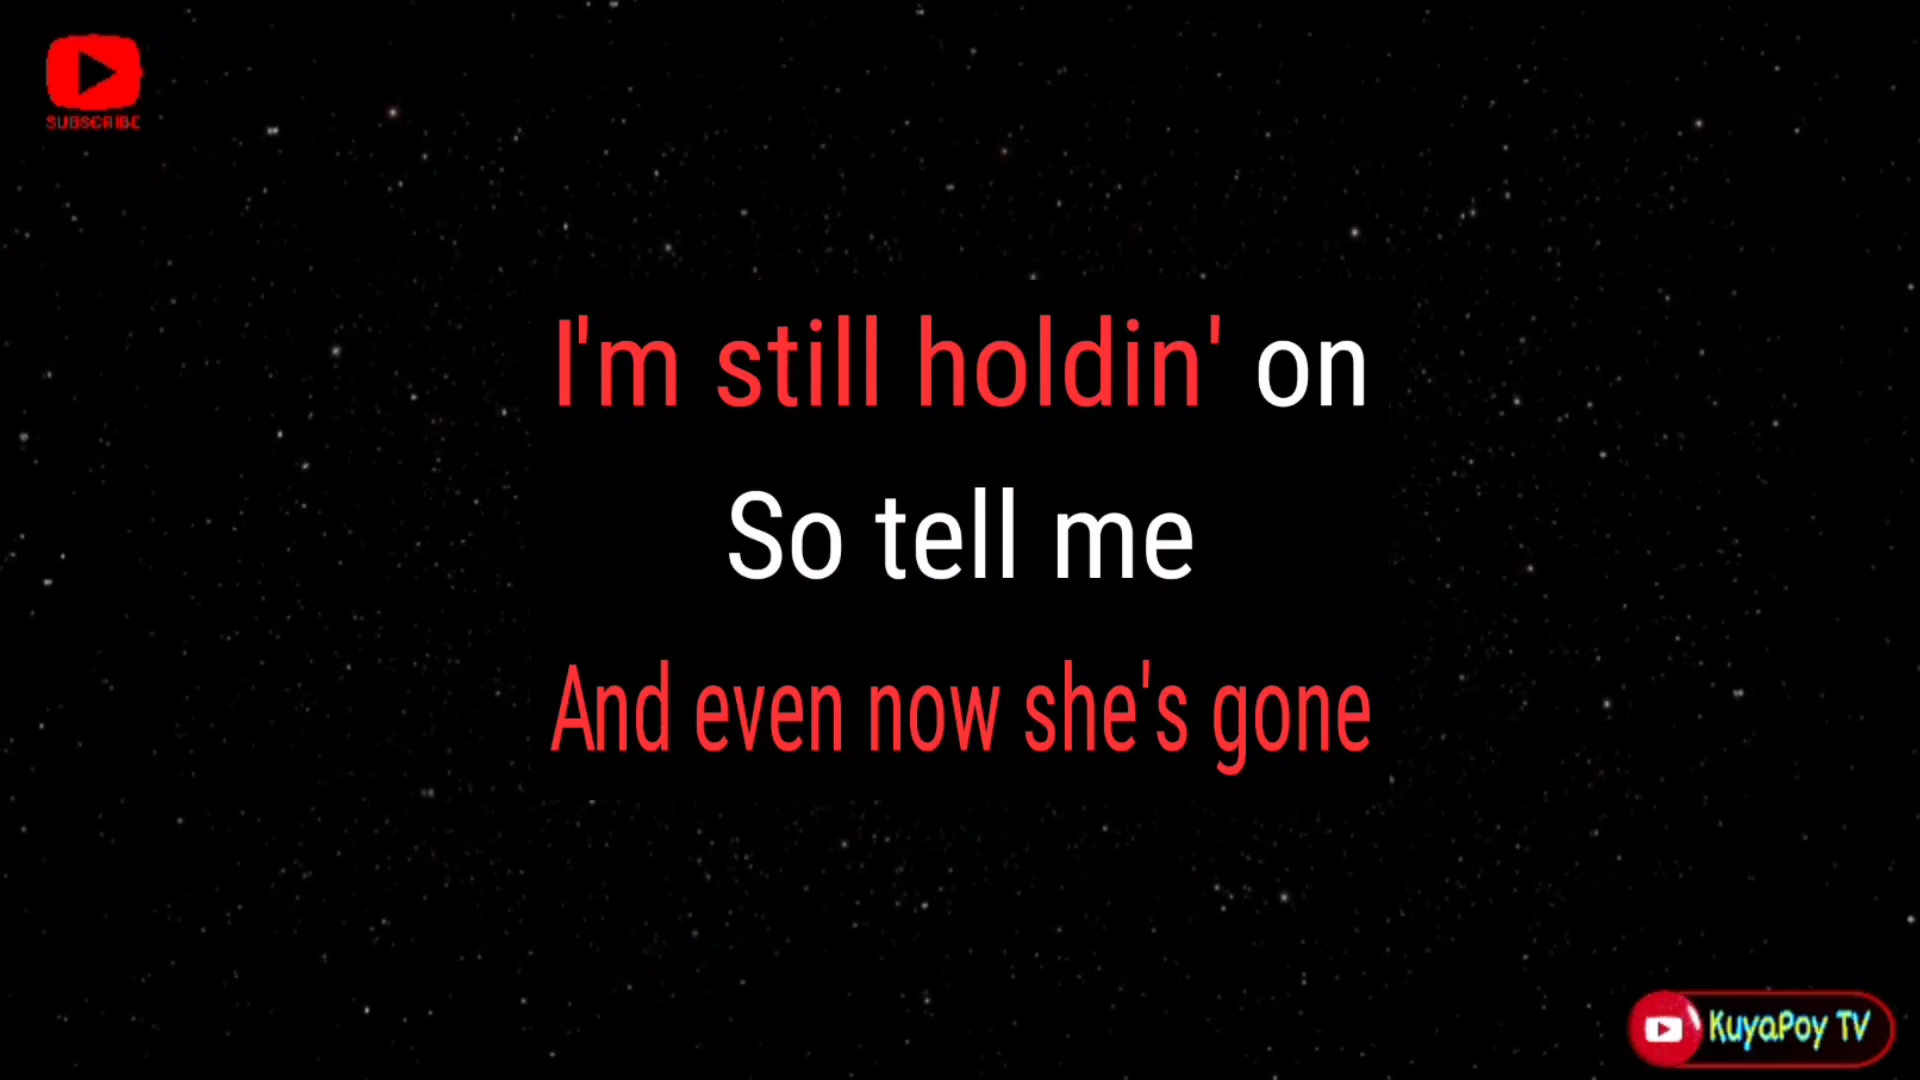 SUBSCRIBE
I'm still holdin' on
So tell me
And even now she's gone
KuyaPoy TV